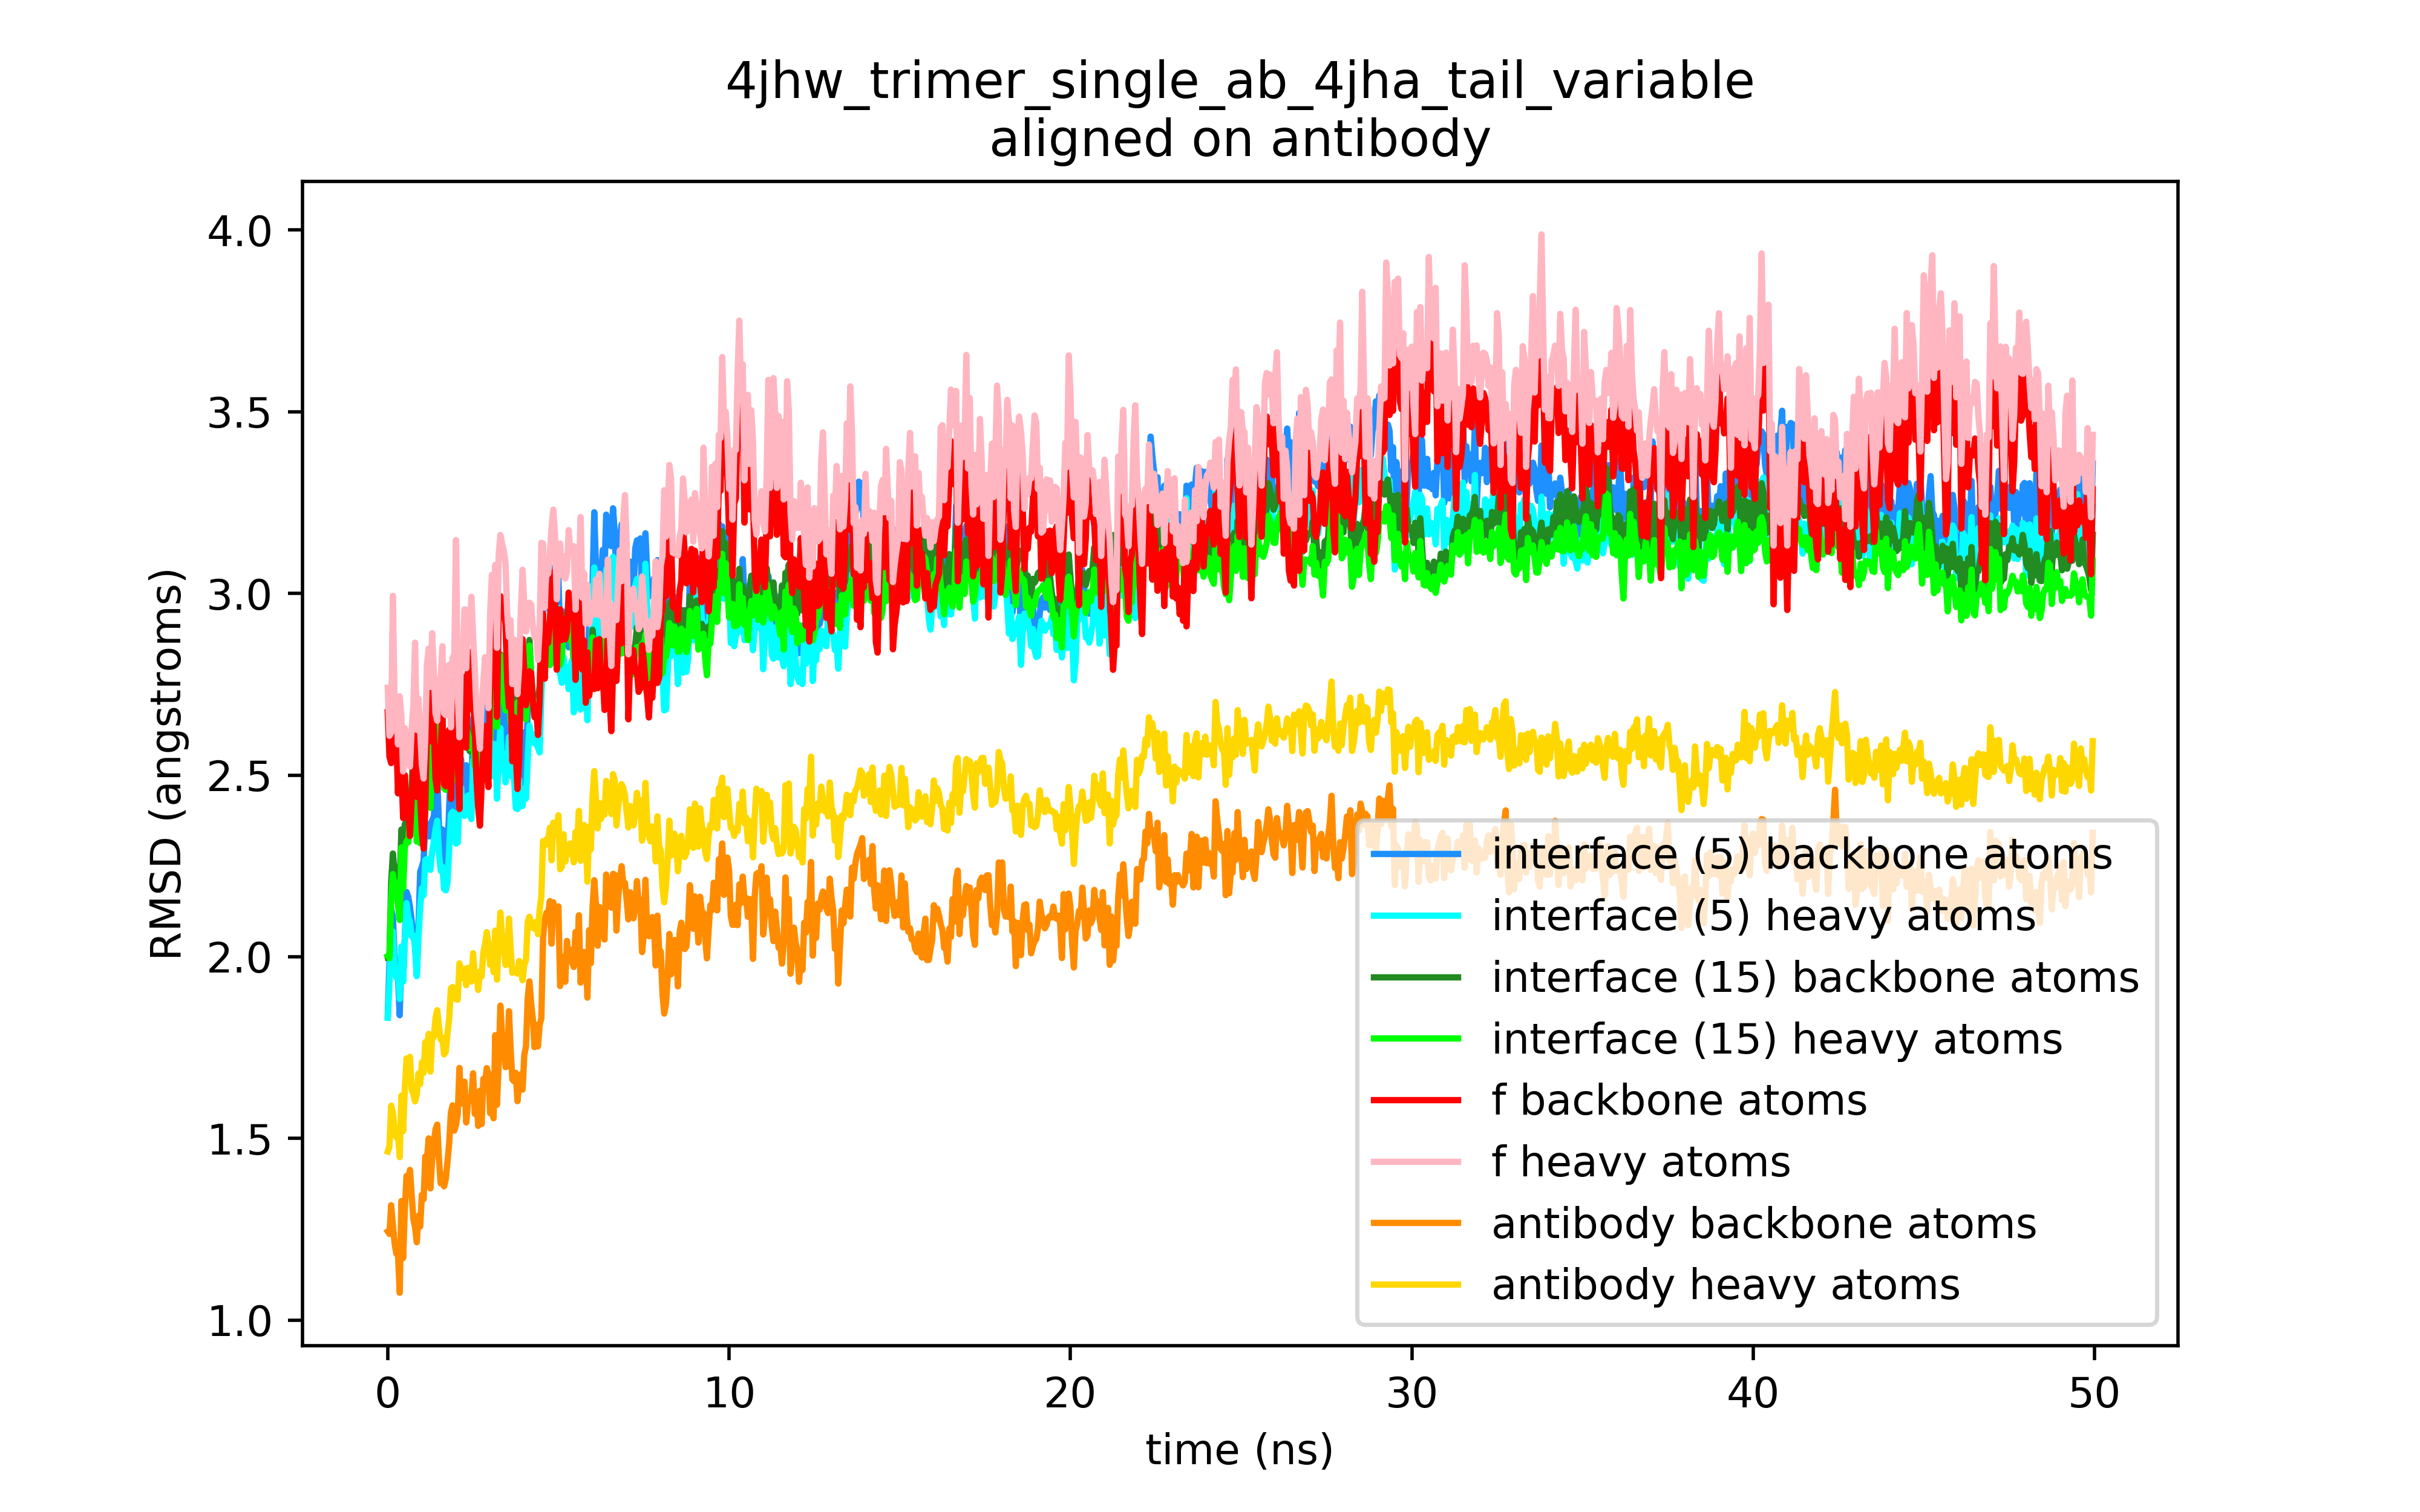 4jhw_trimer_single_ab_4jha_tail_variable
aligned on antibody
RMSD (angstroms)
4.0
3.5
3.0
2.5
2.0
1.5
1.0
interface (5) backbone atoms
interface (5) heavy atoms
interface (15) backbone atoms
interface (15) heavy atoms
f backbone atoms
f heavy atoms
antibody backbone atoms
antibody heavy atoms
0 10 20 30 40 50
time (ns)